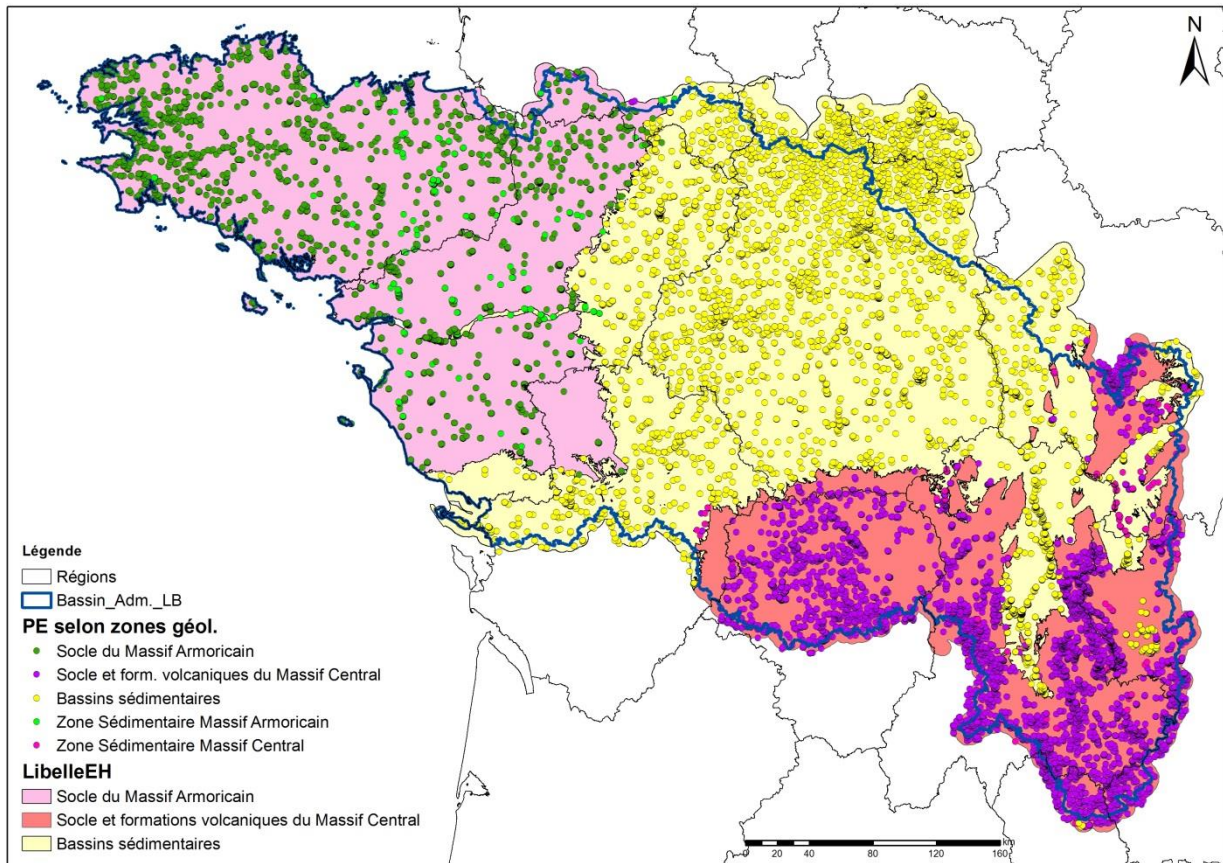 N
Légende
Régions
Bassin_Adm._LB
PE selon zones géol.
Socle du Massif Armoricain
Socle et form. volcaniques du Massif Central
Bassins sédimentaires
Zone Sédimentaire Massif Armoricain
Zone Sédimentaire Massif Central
LibelleEH
Socle du Massif Armoricain
Socle et formations volcaniques du Massif Central
Bassins sédimentaires
km
0 20 40 80 120 160